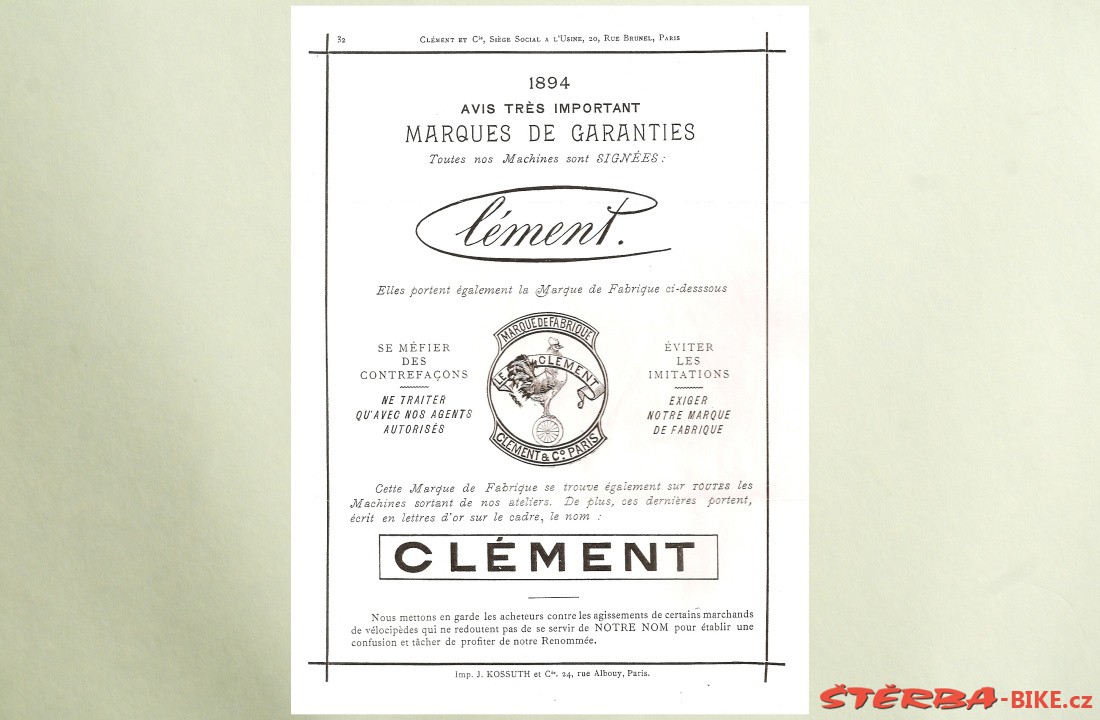 32
CLÉMENT ET Cie, SIÈGE SOCIAL A L'USINE, 20, RUE BRUNEL, PARIS
1894
AVIS TRÈS IMPORTANT
MARQUES DE GARANTIES
Toutes nos Machines sont SIGNÉES :
Clément.
Elles portent également la Marque de Fabrique ci-desssous
SE MÉFIER
DES
CONTREFAÇONS
NE TRAITER
QU'AVEC NOS AGENTS
AUTORISÉS
MARQUE DE FABRIQUE
LE CLÉMENT
CLEMENT & Co PARIS
ÉVITER
LES
IMITATIONS
EXIGER
NOTRE MARQUE
DE FABRIQUE
Cette Marque de Fabrique se trouve également sur TOUTES les
Machines sortant de nos ateliers. De plus, ces dernières portent,
écrit en lettres d'or sur le cadre, le nom :
CLÉMENT
Nous mettons en garde les acheteurs contre les agissements de certains marchands
de vélocipèdes qui ne redoutent pas de se servir de NOTRE NOM pour établir une
confusion et tâcher de profiter de notre Renommée.
Imp. J. KOSSUTH et Cie. 24, rue Albouy, Paris.
ŠTĚRBA-BIKE.cz